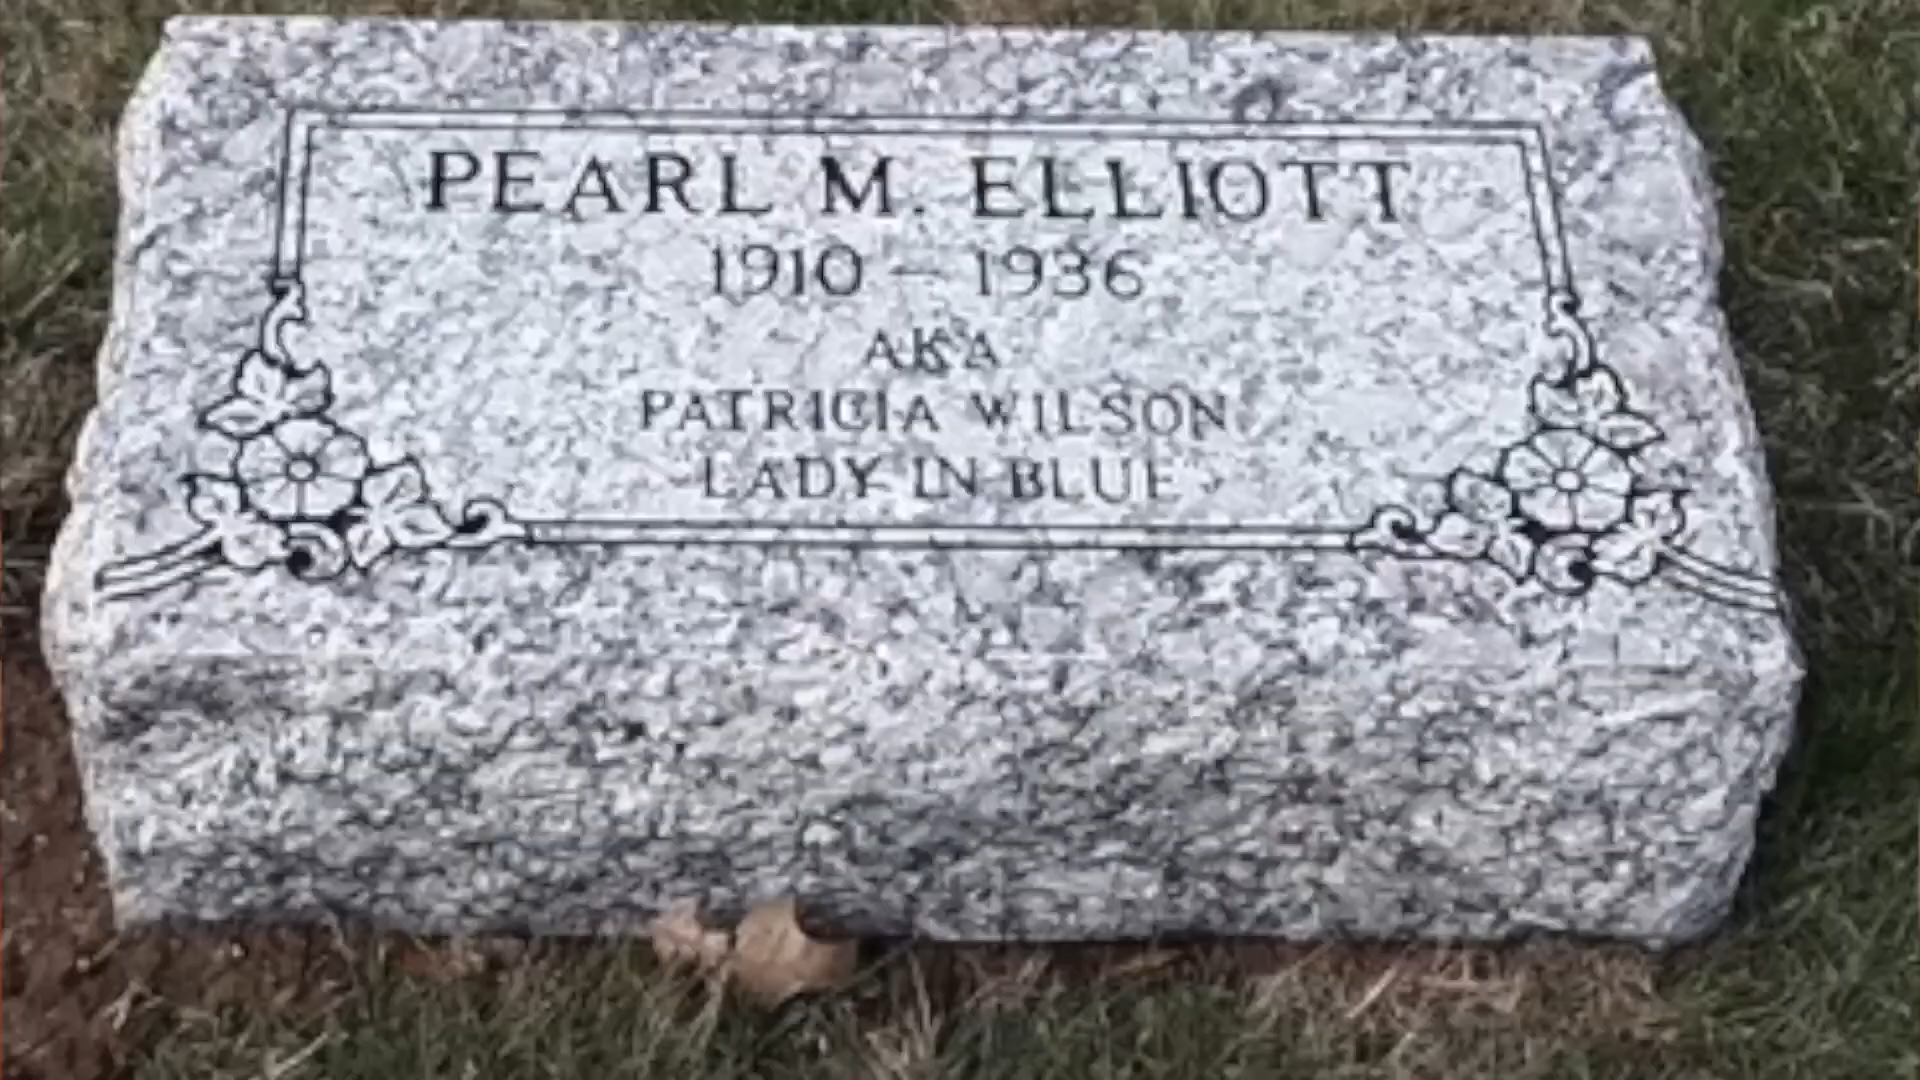 PEARL M. ELLIOTT
1910 – 1936
AKA
PATRICIA WILSON
"LADY IN BLUE"